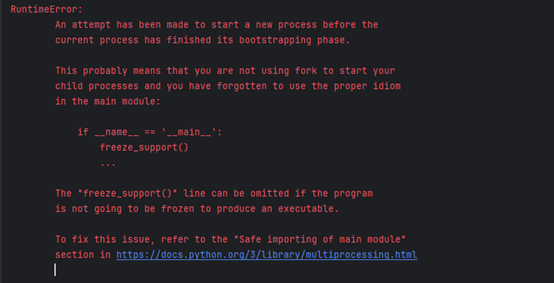 RuntimeError:
An attempt has been made to start a new process before the
current process has finished its bootstrapping phase.
This probably means that you are not using fork to start your
child processes and you have forgotten to use the proper idiom
in the main module:
if __name__ == '__main__':
freeze_support()
...
The "freeze_support()" line can be omitted if the program
is not going to be frozen to produce an executable.
To fix this issue, refer to the "Safe importing of main module"
section in https://docs.python.org/3/library/multiprocessing.html